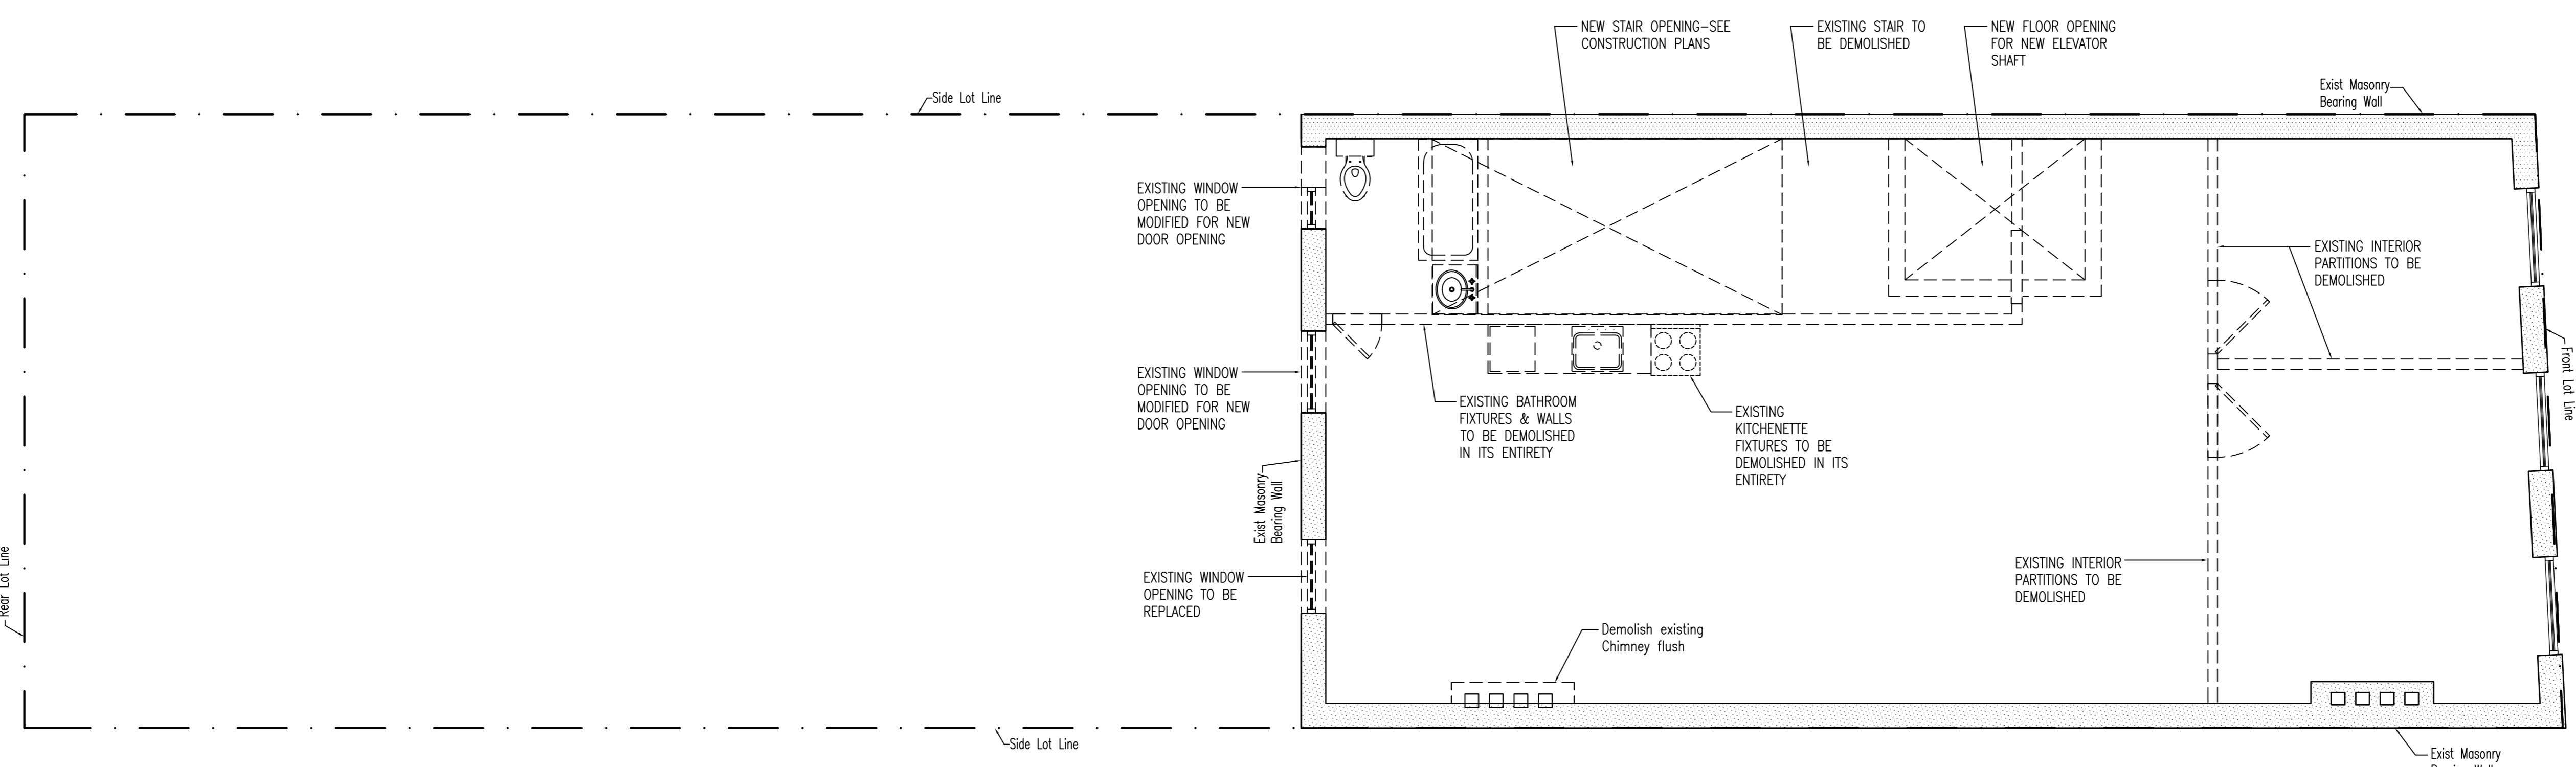 NEW STAIR OPENING-SEE
CONSTRUCTION PLANS
EXISTING STAIR TO
BE DEMOLISHED
NEW FLOOR OPENING
FOR NEW ELEVATOR
SHAFT
Exist Masonry
Bearing Wall
Side Lot Line
EXISTING WINDOW
OPENING TO BE
MODIFIED FOR NEW
DOOR OPENING
EXISTING INTERIOR
PARTITIONS TO BE
DEMOLISHED
Front Lot Line
EXISTING WINDOW
OPENING TO BE
MODIFIED FOR NEW
DOOR OPENING
EXISTING BATHROOM
FIXTURES & WALLS
TO BE DEMOLISHED
IN ITS ENTIRETY
EXISTING
KITCHENETTE
FIXTURES TO BE
DEMOLISHED IN ITS
ENTIRETY
Exist Masonry
Bearing Wall
Rear Lot Line
EXISTING WINDOW
OPENING TO BE
REPLACED
EXISTING INTERIOR
PARTITIONS TO BE
DEMOLISHED
Demolish existing
Chimney flush
Side Lot Line
Exist Masonry